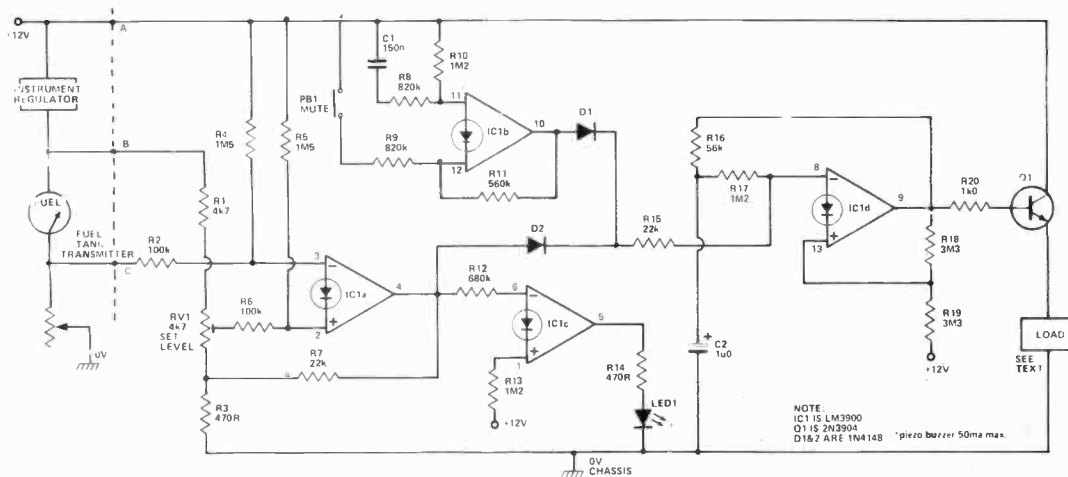 +12V
A
INSTRUMENT
REGULATOR
B
FUEL
FUEL
TANK
TRANSMITTER
C
0V
R1
4k7
R2
100k
RV1
4k7
SET
LEVEL
R3
470R
R4
1M5
R5
1M5
R6
100k
R7
22k
3
2
4
IC1a
PB1
MUTE
C1
150n
R8
820k
R9
820k
R10
1M2
R11
560k
11
12
10
IC1b
D1
D2
R12
680k
R13
1M2
+12V
6
1
5
IC1c
R14
470R
LED1
R15
22k
R16
56k
R17
1M2
C2
1u0
8
13
9
IC1d
R18
3M3
R19
3M3
+12V
R20
1k0
Q1
LOAD
SEE
TEXT
0V
CHASSIS
NOTE:
IC1 IS LM3900
Q1 IS 2N3904
D1&2 ARE 1N4148
*piezo buzzer 50ma max.